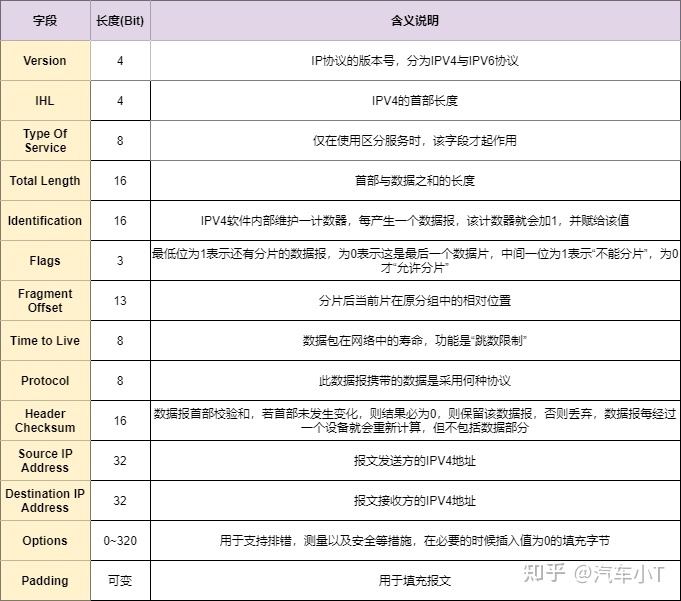 字段 长度(Bit) 含义说明
Version 4 IP协议的版本号，分为IPV4与IPV6协议
IHL 4 IPV4的首部长度
Type Of
Service 8 仅在使用区分服务时，该字段才起作用
Total Length 16 首部与数据之和的长度
Identification 16 IPV4软件内部维护一计数器，每产生一个数据报，该计数器就会加1，并赋给该值
Flags 3 最低位为1表示还有分片的数据报，为0表示这是最后一个数据片，中间一位为1表示“不能分片”，为0
才“允许分片”
Fragment
Offset 13 分片后当前片在原分组中的相对位置
Time to Live 8 数据包在网络中的寿命，功能是“跳数限制”
Protocol 8 此数据报携带的数据是采用何种协议
Header
Checksum 16 数据报首部校验和，若首部未发生变化，则结果必为0，则保留该数据报，否则丢弃，数据报每经过
一个设备就会重新计算，但不包括数据部分
Source IP
Address 32 报文发送方的IPV4地址
Destination IP
Address 32 报文接收方的IPV4地址
Options 0~320 用于支持排错，测量以及安全等措施，在必要的时候插入值为0的填充字节
Padding 可变 用于填充报文
知乎 @汽车小T